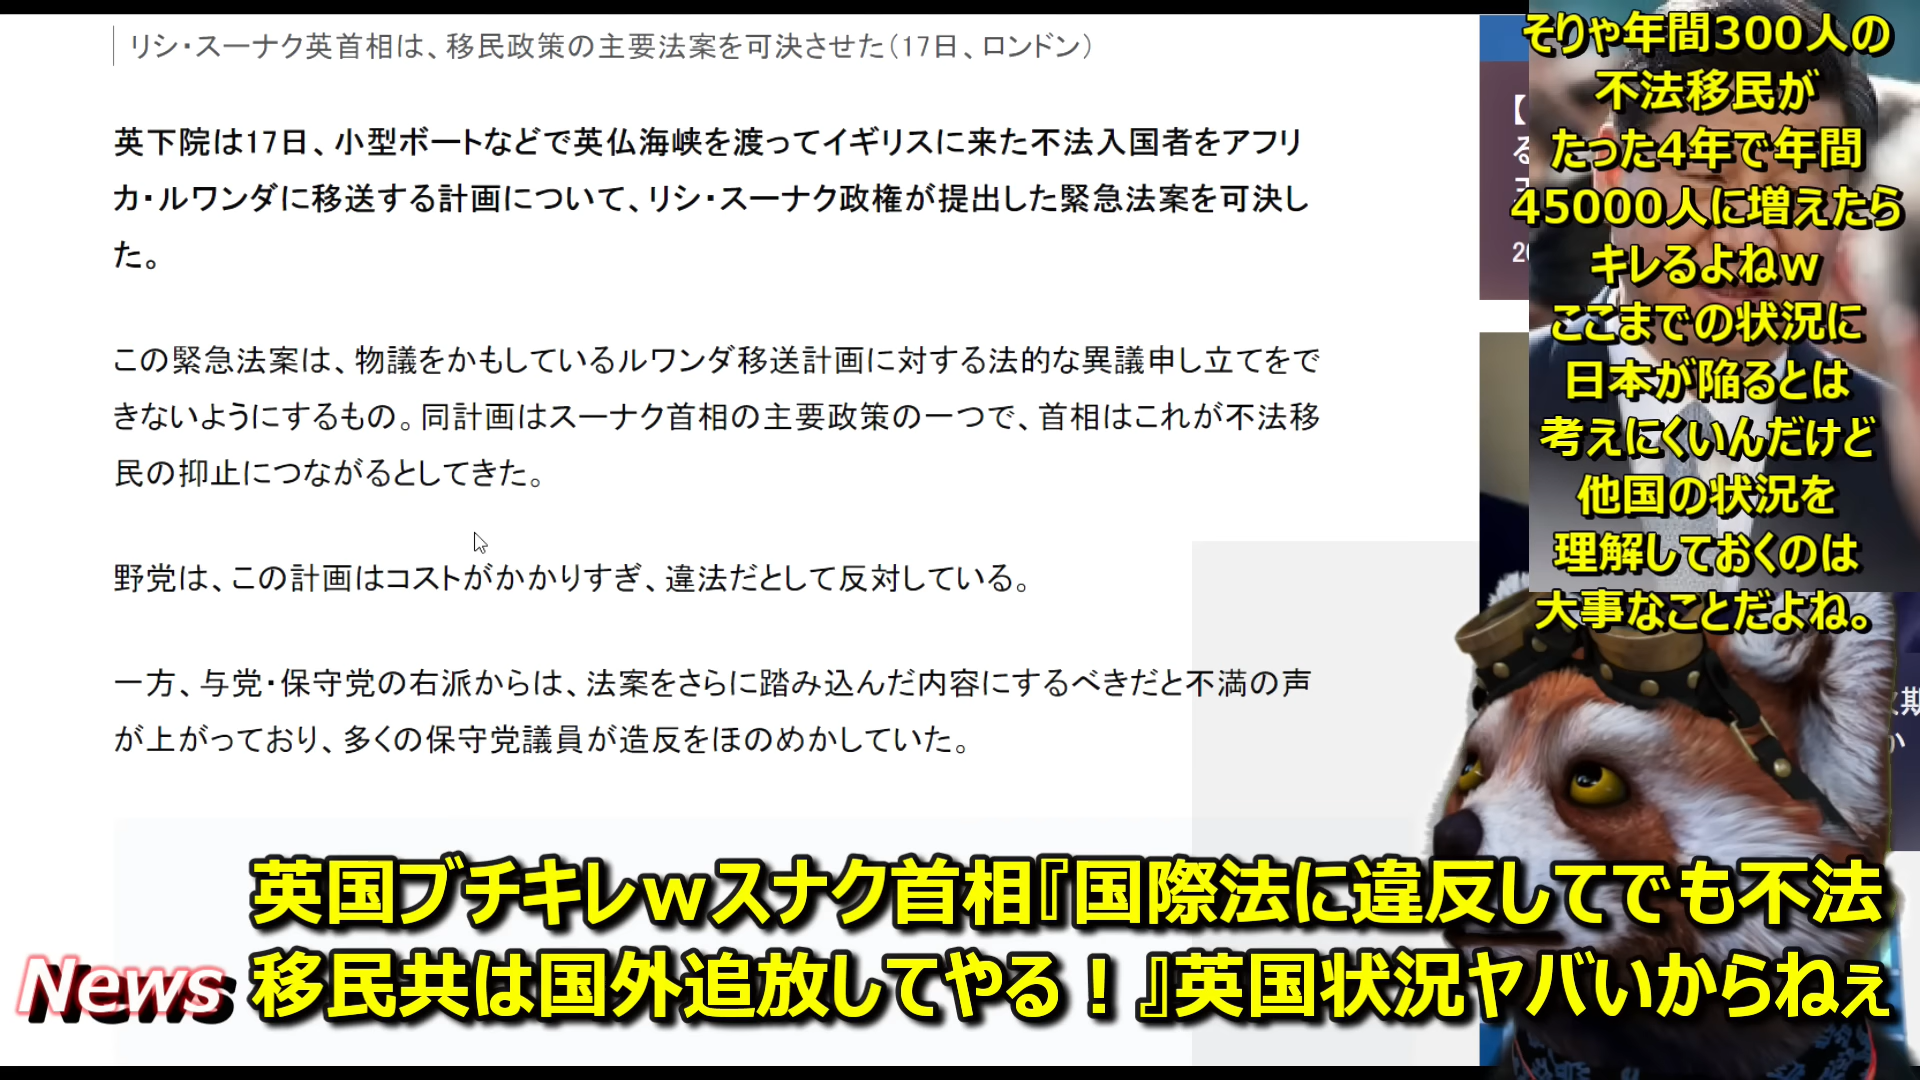 リシ・スーナク英首相は、移民政策の主要法案を可決させた（17日、ロンドン）
英下院は17日、小型ボートなどで英仏海峡を渡ってイギリスに来た不法入国者をアフリ
カ・ルワンダに移送する計画について、リシ・スーナク政権が提出した緊急法案を可決し
た。
この緊急法案は、物議をかもしているルワンダ移送計画に対する法的な異議申し立てをで
きないようにするもの。同計画はスーナク首相の主要政策の一つで、首相はこれが不法移
民の抑止につながるとしてきた。
野党は、この計画はコストがかかりすぎ、違法だとして反対している。
一方、与党・保守党の右派からは、法案をさらに踏み込んだ内容にするべきだと不満の声
が上がっており、多くの保守党議員が造反をほのめかしていた。
そりゃ年間300人の
不法移民が
たった4年で年間
45000人に増えたら
キレるよねw
ここまでの状況に
日本が陥るとは
考えにくいんだけど
他国の状況を
理解しておくのは
大事なことだよね。
英国ブチキレwスナク首相『国際法に違反してでも不法
移民共は国外追放してやる！』英国状況ヤバいからねぇ
News